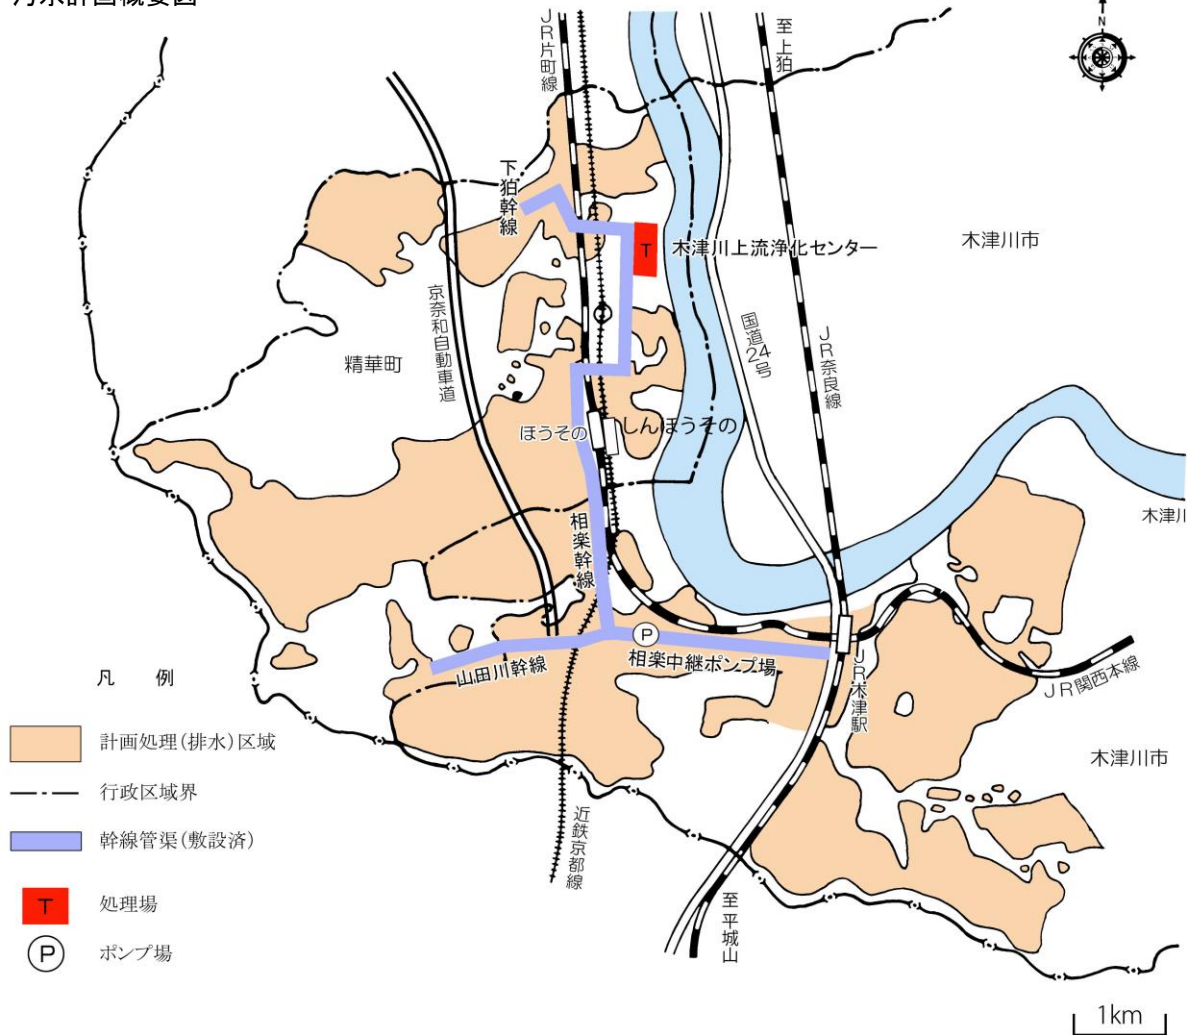 汚水計画概要図
N
JR片町線
至上狛
下狛幹線
T
木津川上流浄化センター
木津川市
京奈和自動車道
精華町
国道24号
JR奈良線
ほうその
しんほうその
木津川
相楽幹線
P
相楽中継ポンプ場
山田川幹線
JR木津駅
JR関西本線
木津川市
近鉄京都線
至平城山
凡 例
計画処理(排水)区域
行政区域界
幹線管渠(敷設済)
T
処理場
P
ポンプ場
1km